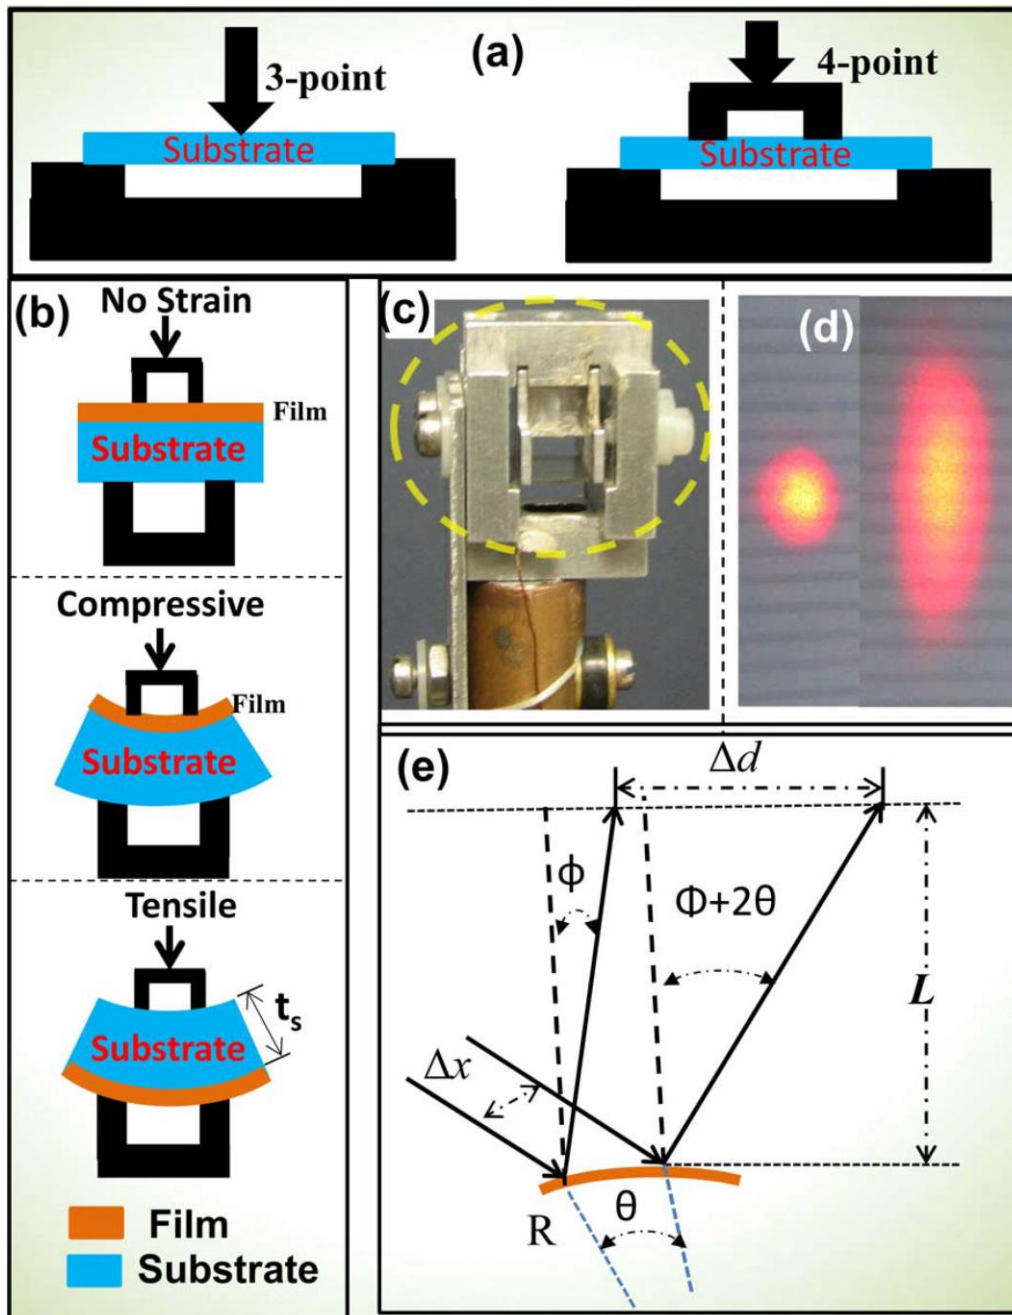 (a)
3-point
4-point
Substrate
Substrate
(b)
No Strain
Film
Substrate
Compressive
Film
Substrate
Tensile
t_s
Substrate
Film
Substrate
(c)
(d)
(e)
Δd
ϕ
Φ+2θ
L
Δx
R
θ